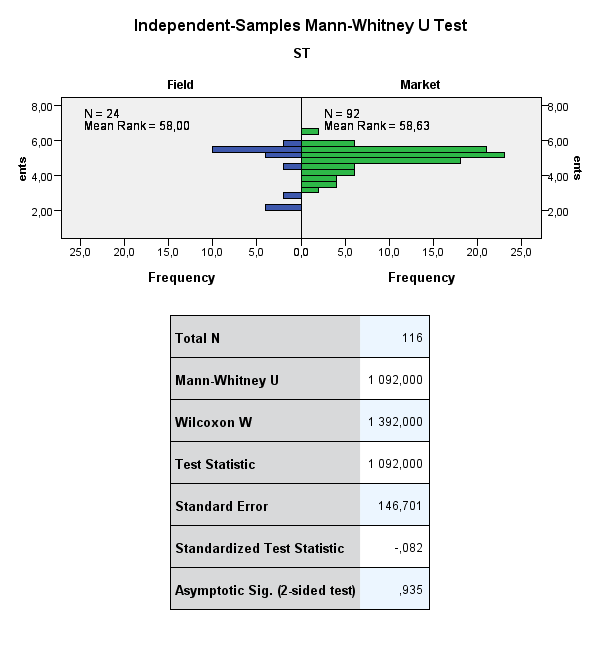 Independent-Samples Mann-Whitney U Test
ST
Field Market
8,00 N = 24 N = 92 8,00
Mean Rank = 58,00 Mean Rank = 58,63
6,00 6,00
ents ents
4,00 4,00
2,00 2,00
25,0 20,0 15,0 10,0 5,0 0,0 5,0 10,0 15,0 20,0 25,0
Frequency Frequency
Total N 116
Mann-Whitney U 1 092,000
Wilcoxon W 1 392,000
Test Statistic 1 092,000
Standard Error 146,701
Standardized Test Statistic -,082
Asymptotic Sig. (2-sided test) ,935